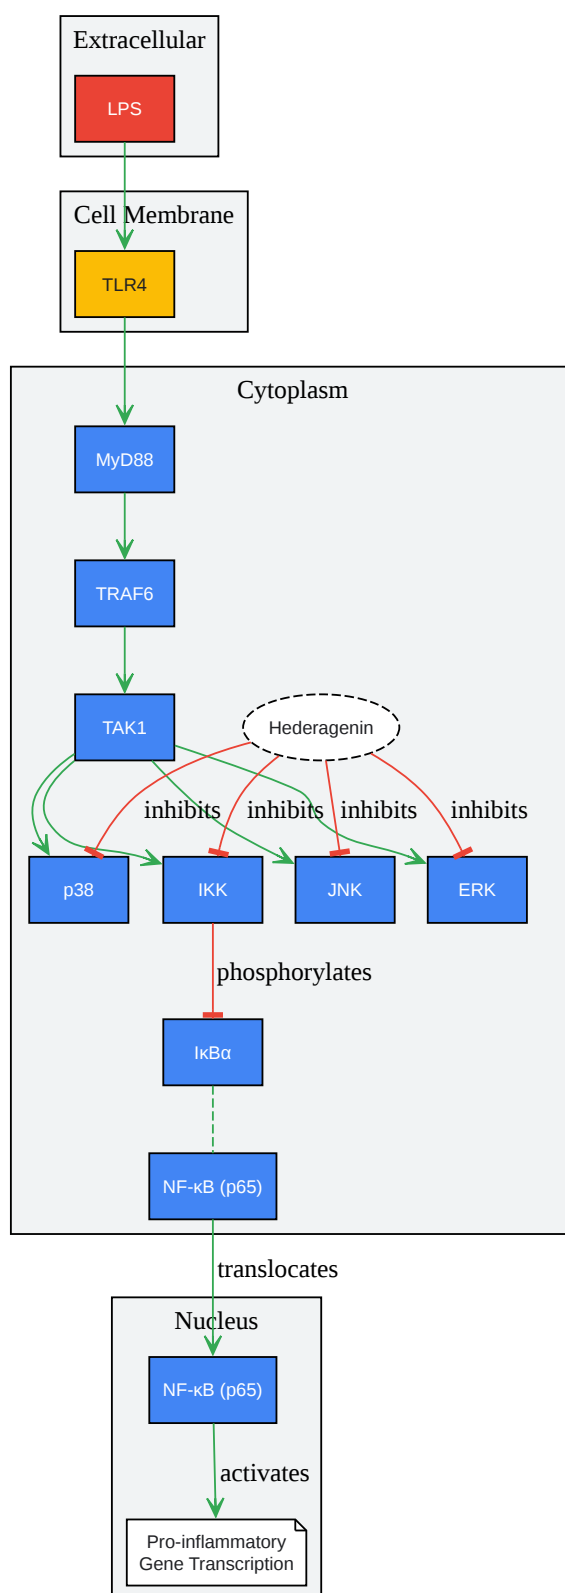 Extracellular
LPS
Cell Membrane
TLR4
Cytoplasm
MyD88
TRAF6
TAK1
Hederagenin
inhibits
inhibits
inhibits
inhibits
p38
IKK
JNK
ERK
phosphorylates
IκBα
NF-κB (p65)
translocates
Nucleus
NF-κB (p65)
activates
Pro-inflammatory
Gene Transcription